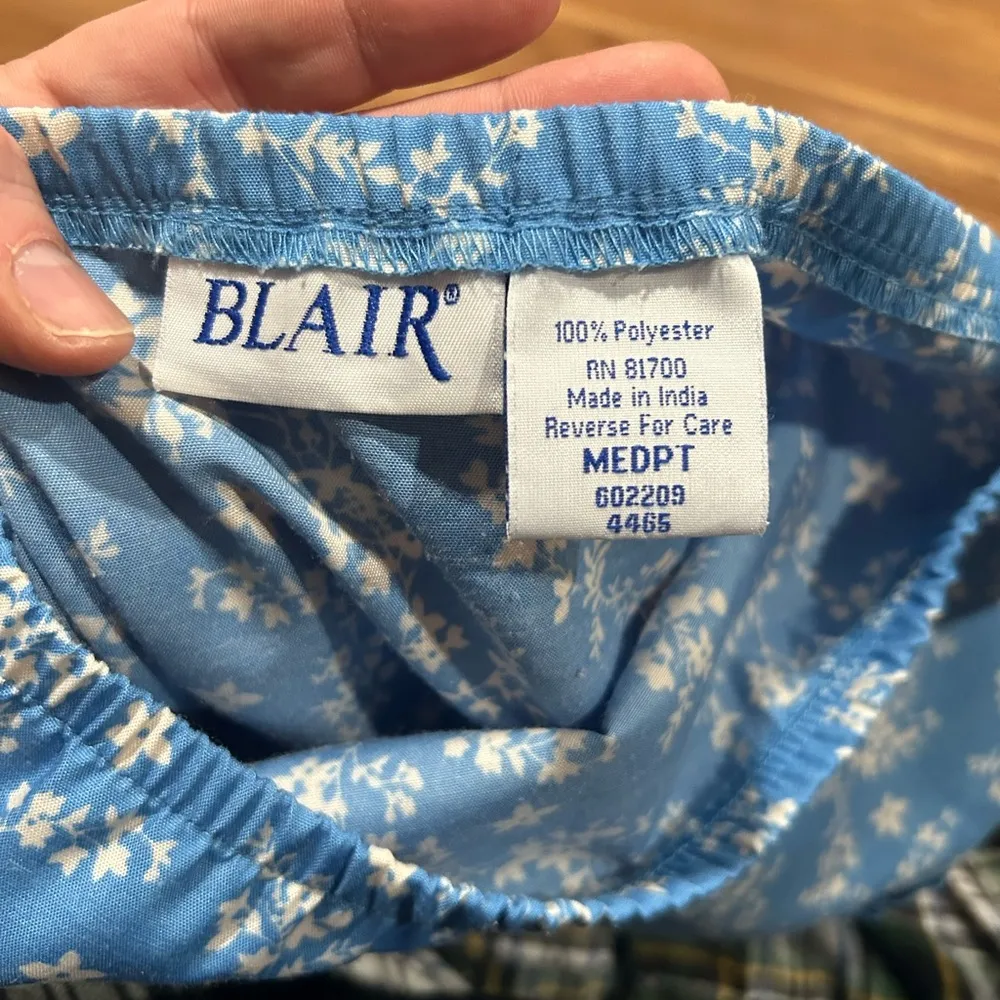 BLAIR®
100% Polyester
RN 81700
Made in India
Reverse For Care
MEDPT
602209
4465